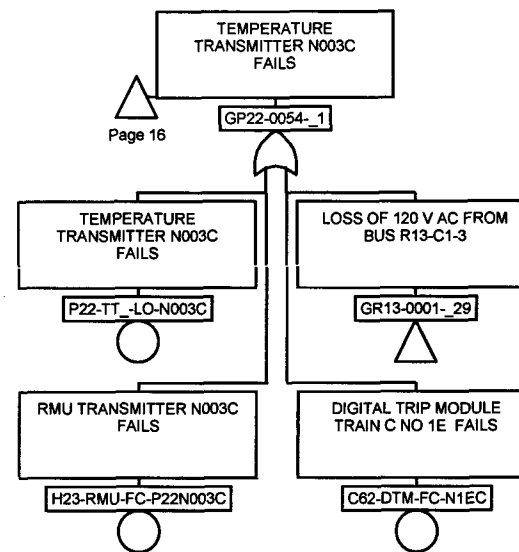 TEMPERATURE
TRANSMITTER N003C
FAILS
Page 16
GP22-0054-_1
TEMPERATURE
TRANSMITTER N003C
FAILS
P22-TT_-LO-N003C
LOSS OF 120 V AC FROM
BUS R13-C1-3
GR13-0001-_29
RMU TRANSMITTER N003C
FAILS
H23-RMU-FC-P22N003C
DIGITAL TRIP MODULE
TRAIN C NO 1E FAILS
C62-DTM-FC-N1EC